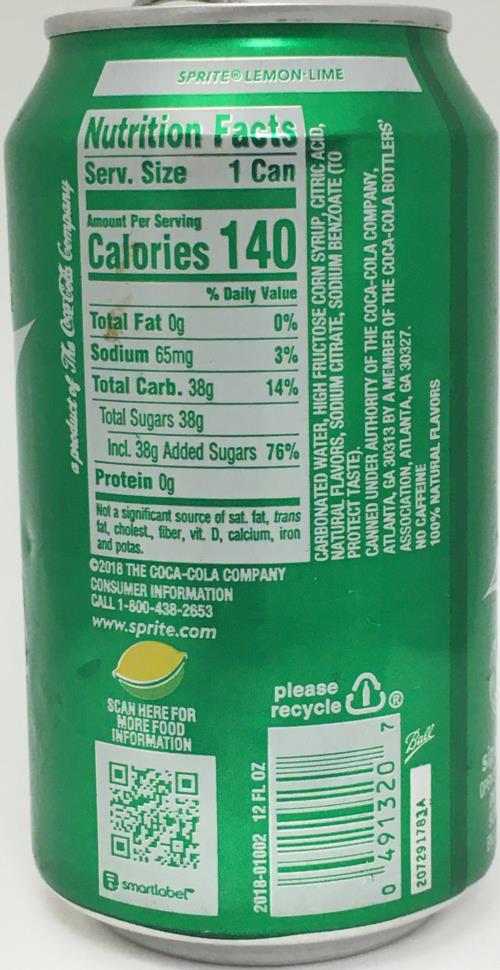 SPRITE® LEMON-LIME
a product of The Coca-Cola Company
Nutrition Facts
Serv. Size 1 Can
Amount Per Serving
Calories 140
% Daily Value
Total Fat 0g 0%
Sodium 65mg 3%
Total Carb. 38g 14%
Total Sugars 38g
Incl. 38g Added Sugars 76%
Protein 0g
Not a significant source of sat. fat, trans
fat, cholest., fiber, vit. D, calcium, iron
and potas.
CARBONATED WATER, HIGH FRUCTOSE CORN SYRUP, CITRIC ACID,
NATURAL FLAVORS, SODIUM CITRATE, SODIUM BENZOATE (TO
PROTECT TASTE).
CANNED UNDER AUTHORITY OF THE COCA-COLA COMPANY,
ATLANTA, GA 30313 BY A MEMBER OF THE COCA-COLA BOTTLERS'
ASSOCIATION, ATLANTA, GA 30327.
NO CAFFEINE
100% NATURAL FLAVORS
©2018 THE COCA-COLA COMPANY
CONSUMER INFORMATION
CALL 1-800-438-2653
www.sprite.com
SCAN HERE FOR
MORE FOOD
INFORMATION
smartlabel™
please
recycle ®
2018-01002 12 FL OZ
0 491320 7
Ball
207291783A